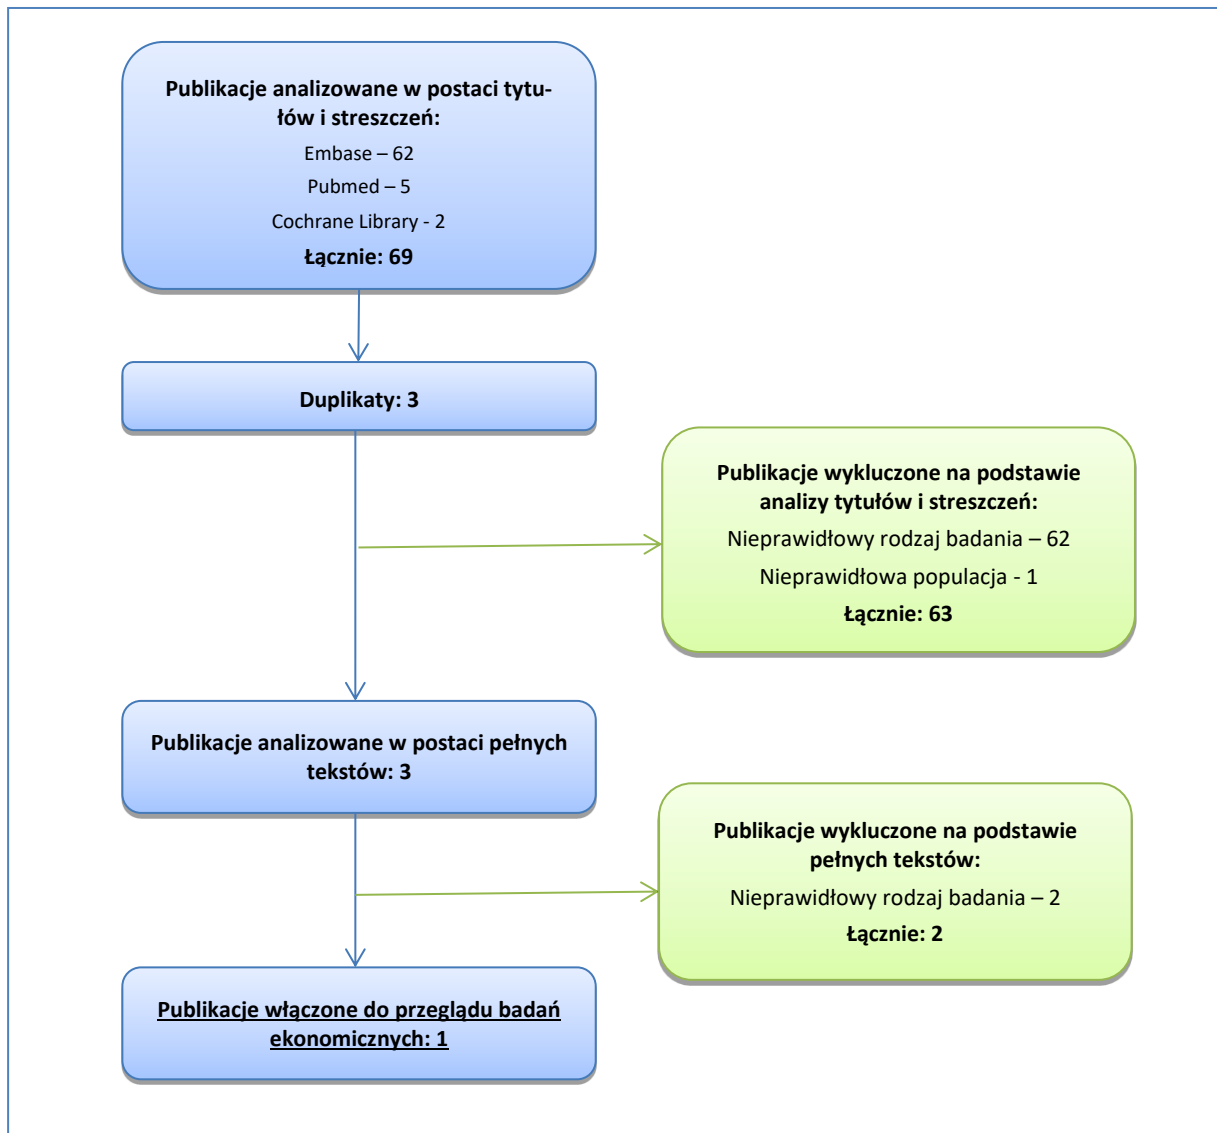 Publikacje analizowane w postaci tytu-
łów i streszczeń:
Embase – 62
Pubmed – 5
Cochrane Library - 2
Łącznie: 69
Duplikaty: 3
Publikacje wykluczone na podstawie
analizy tytułów i streszczeń:
Nieprawidłowy rodzaj badania – 62
Nieprawidłowa populacja - 1
Łącznie: 63
Publikacje analizowane w postaci pełnych
tekstów: 3
Publikacje wykluczone na podstawie
pełnych tekstów:
Nieprawidłowy rodzaj badania – 2
Łącznie: 2
Publikacje włączone do przeglądu badań
ekonomicznych: 1